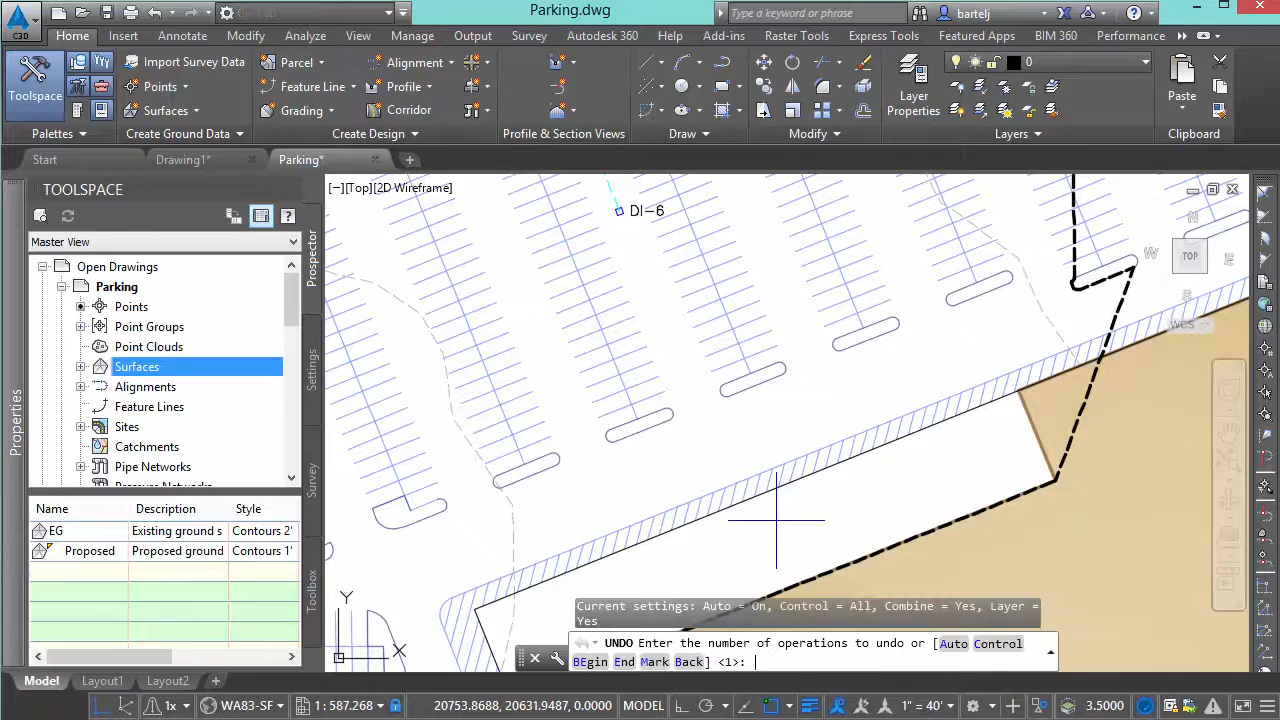 Parking.dwg
Type a keyword or phrase
bartelj
C3D
Home Insert Annotate Modify Analyze View Manage Output Survey Autodesk 360 Help Add-ins Raster Tools Express Tools Featured Apps BIM 360 Performance
Toolspace
Import Survey Data
Points
Surfaces
Parcel
Feature Line
Grading
Alignment
Profile
Corridor
Layer
Properties
0
Paste
Palettes Create Ground Data Create Design Profile & Section Views Draw Modify Layers Clipboard
Start Drawing1* Parking*
TOOLSPACE
Master View
Open Drawings
Parking
Points
Point Groups
Point Clouds
Surfaces
Alignments
Feature Lines
Sites
Catchments
Pipe Networks
Name Description Style
EG Existing ground s Contours 2'
Proposed Proposed ground Contours 1'
Properties
Prospector
Settings
Survey
Toolbox
[−][Top][2D Wireframe]
DI-6
N
W TOP E
S
WCS
Y
X
Current settings: Auto = On, Control = All, Combine = Yes, Layer =
Yes
UNDO Enter the number of operations to undo or [Auto Control
BEgin End Mark Back] <1>:
Model Layout1 Layout2 +
1x WA83-SF 1 : 587.268 20753.8688, 20631.9487, 0.0000 MODEL 1" = 40' 3.5000